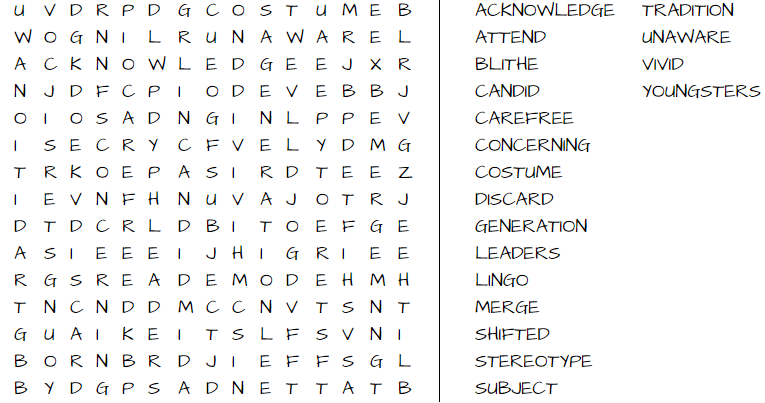 U V D R P D G C O S T U M E B
W O G N I L R U N A W A R E L
A C K N O W L E D G E E J X R
N J D F C P I O D E V E B B J
O I O S A D N G I N L P P E V
I S E C R Y C F V E L Y D M G
T R K O E P A S I R D T E E Z
I E V N F H N U V A J O T R J
D T D C R L D B I T O E F G E
A S I E E E I J H I G R I E E
R G S R E A D E M O D E H M H
T N C N D D M C C N V T S N T
G U A I K E I T S L F S V N I
B O R N B R D J I E F F S G L
B Y D G P S A D N E T T A T B
ACKNOWLEDGE
ATTEND
BLITHE
CANDID
CAREFREE
CONCERNING
COSTUME
DISCARD
GENERATION
LEADERS
LINGO
MERGE
SHIFTED
STEREOTYPE
SUBJECT
TRADITION
UNAWARE
VIVID
YOUNGSTERS